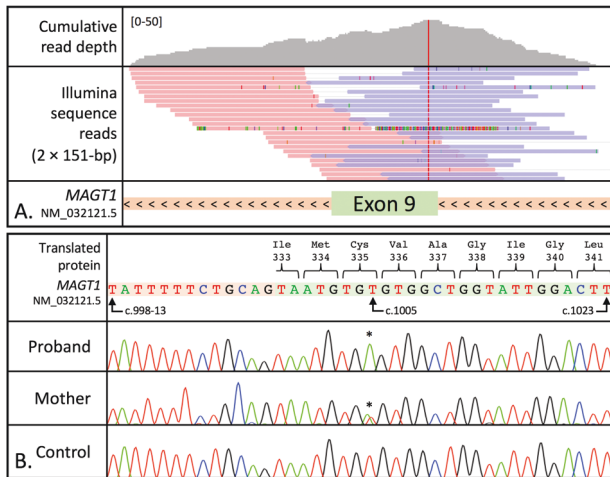 Cumulative
read depth
[0-50]
Illumina
sequence
reads
(2 × 151-bp)
A.
MAGT1
NM_032121.5
< < < < < < < < < < < < < < Exon 9 < < < < < < < < < < < <
Translated
protein
Ile Met Cys Val Ala Gly Ile Gly Leu
333 334 335 336 337 338 339 340 341
MAGT1
NM_032121.5
TATTTTTCTGCAGTAATGTGTGTGGCTGGTATTGGACTT
c.998-13 c.1005 c.1023
Proband
*
Mother
*
B.
Control